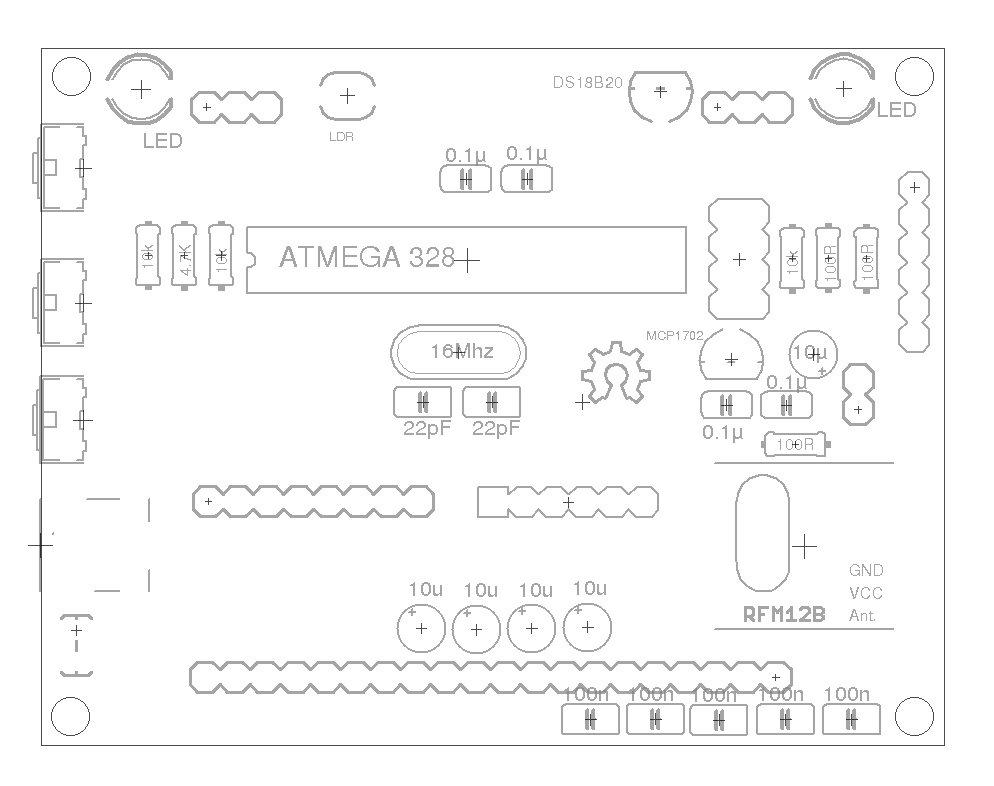 DS18B20
LED
LED
LDR
0.1µ 0.1µ
10k 4.7K 10k
ATMEGA 328
10k 100R 100R
MCP1702
16Mhz
10µ
0.1µ
22pF 22pF
0.1µ
100R
GND
VCC
RFM12B Ant.
10u 10u 10u 10u
100n 100n 100n 100n 100n